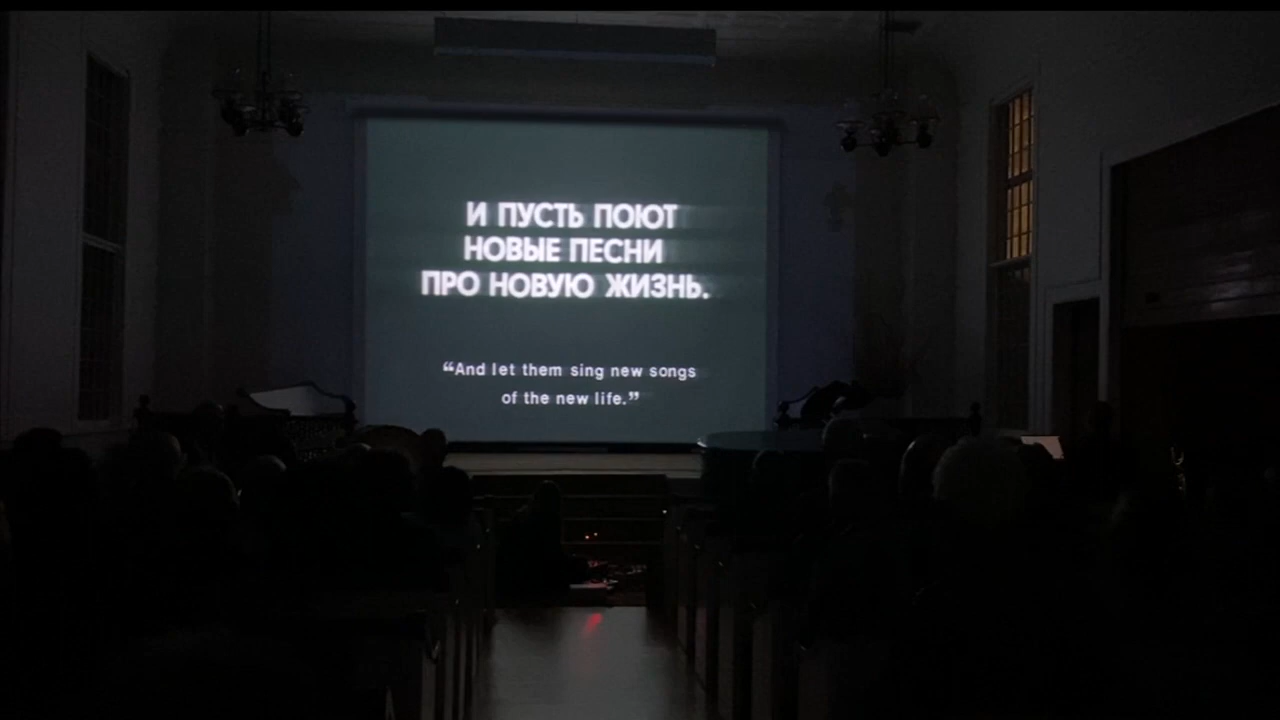 И ПУСТЬ ПОЮТ
НОВЫЕ ПЕСНИ
ПРО НОВУЮ ЖИЗНЬ.
“And let them sing new songs
of the new life.”